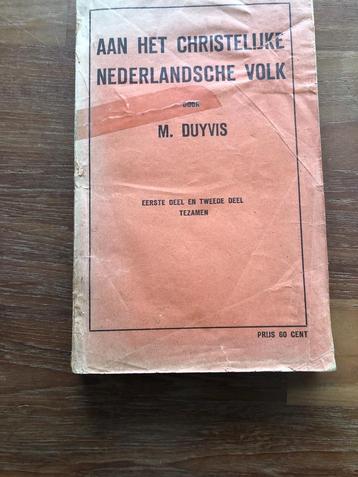 AAN HET CHRISTELIJKE
NEDERLANDSCHE VOLK
DOOR
M. DUYVIS
EERSTE DEEL EN TWEEDE DEEL
TEZAMEN
PRIJS 60 CENT